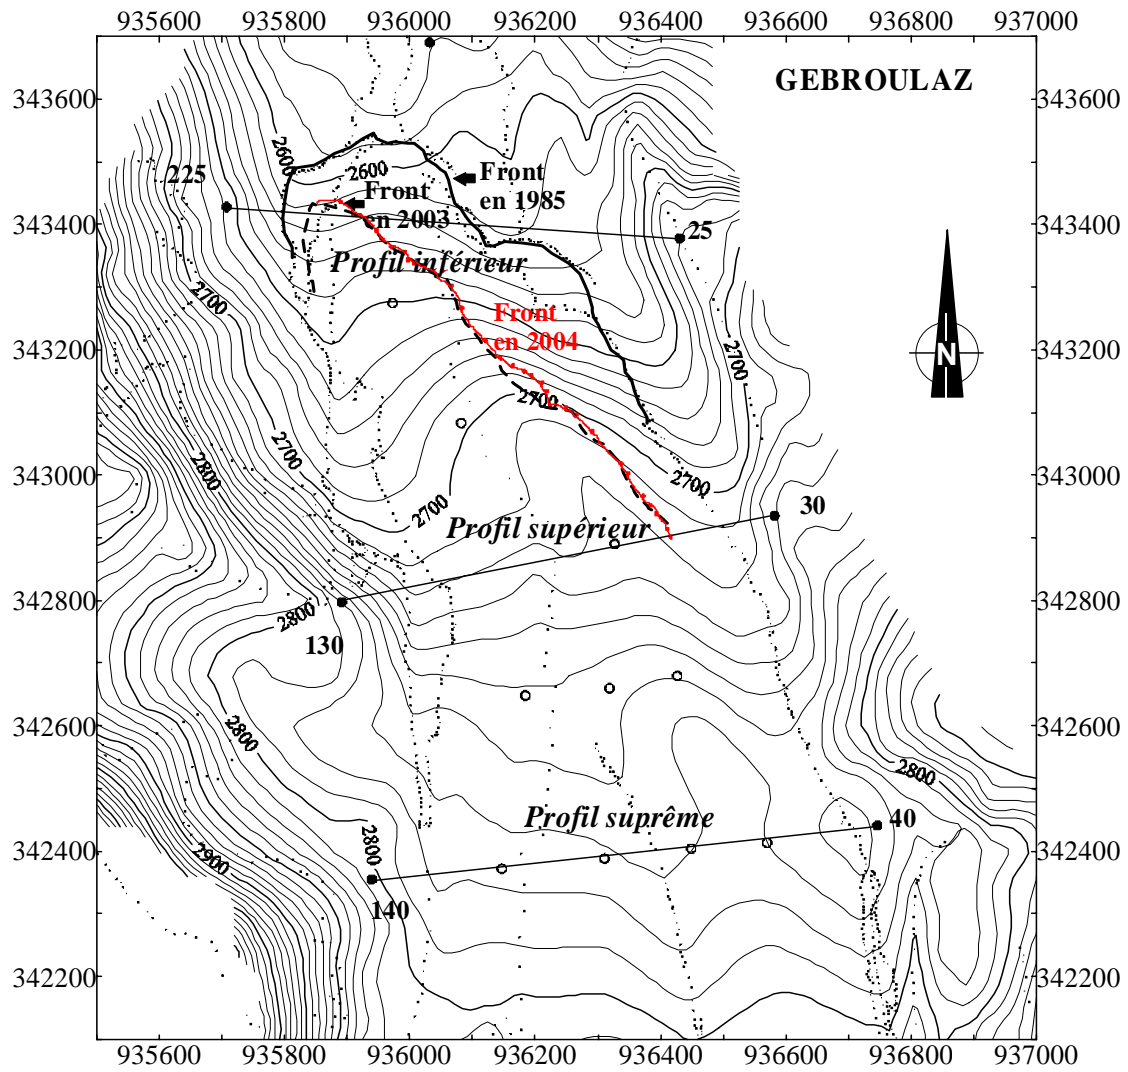 935600 935800 936000 936200 936400 936600 936800 937000
GEBROULAZ
343600 343600
2600
2600
225
Front
en 1985
Front
en 2003
343400 343400
25
Profil inférieur
2700
Front
en 2004
343200 343200
N
2700
2700
2700
2800
343000 343000
2700
2700
30
Profil supérieur
342800 342800
2800
130
2800
342600 342600
2800
Profil suprême
40
2800
2900
342400 342400
140
342200 342200
935600 935800 936000 936200 936400 936600 936800 937000